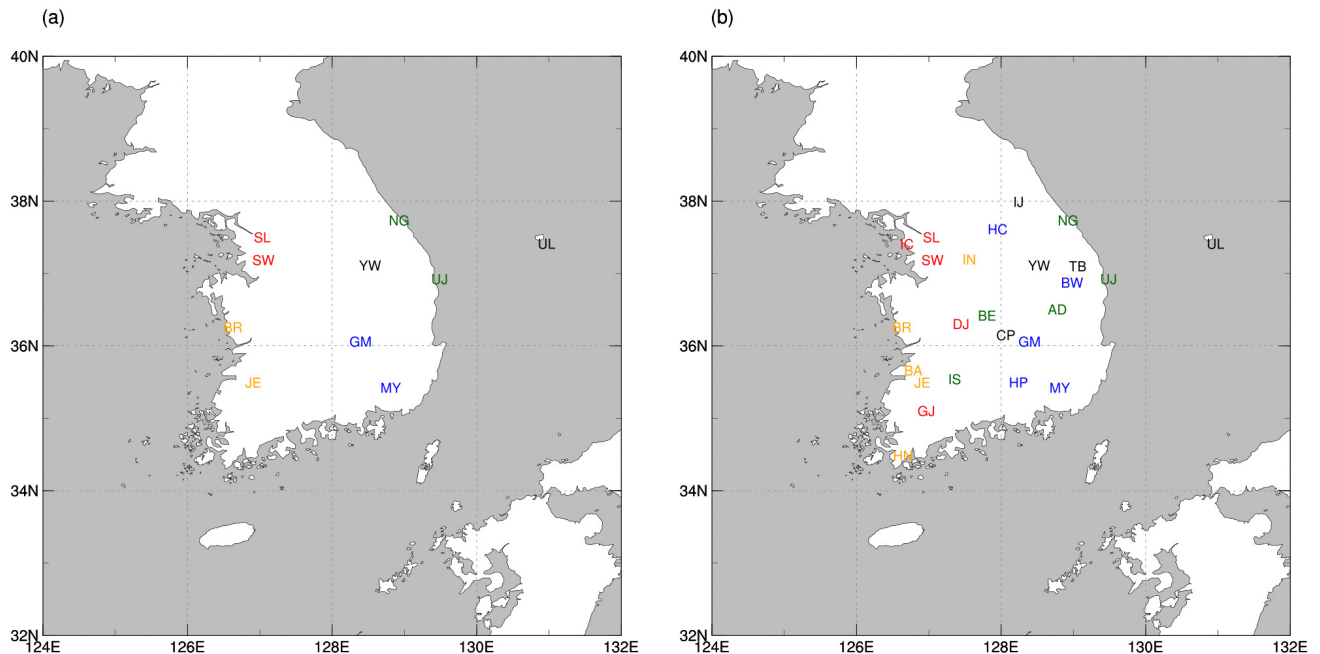 (a)
40N
38N
36N
34N
32N
124E
126E
128E
130E
132E
NG
SL
UL
SW
YW
UJ
BR
GM
JE
MY
(b)
40N
38N
36N
34N
32N
124E
126E
128E
130E
132E
IJ
NG
HC
SL
IC
UL
SW
IN
YW
TB
BW
UJ
AD
BE
DJ
BR
CP
GM
BA
JE
IS
HP
MY
GJ
HN